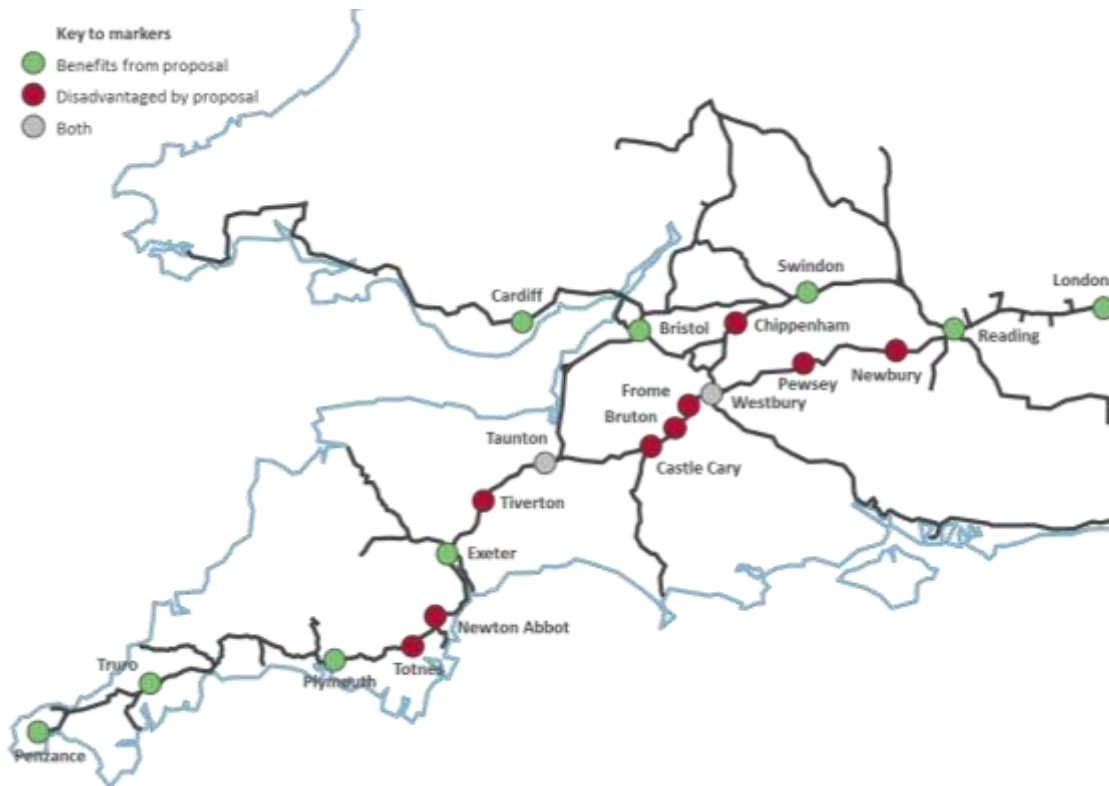 Key to markers
Benefits from proposal
Disadvantaged by proposal
Both
Swindon
London
Cardiff
Bristol
Chippenham
Reading
Newbury
Pewsey
Frome
Westbury
Bruton
Taunton
Castle Cary
Tiverton
Exeter
Newton Abbot
Truro
Totnes
Plymouth
Penzance